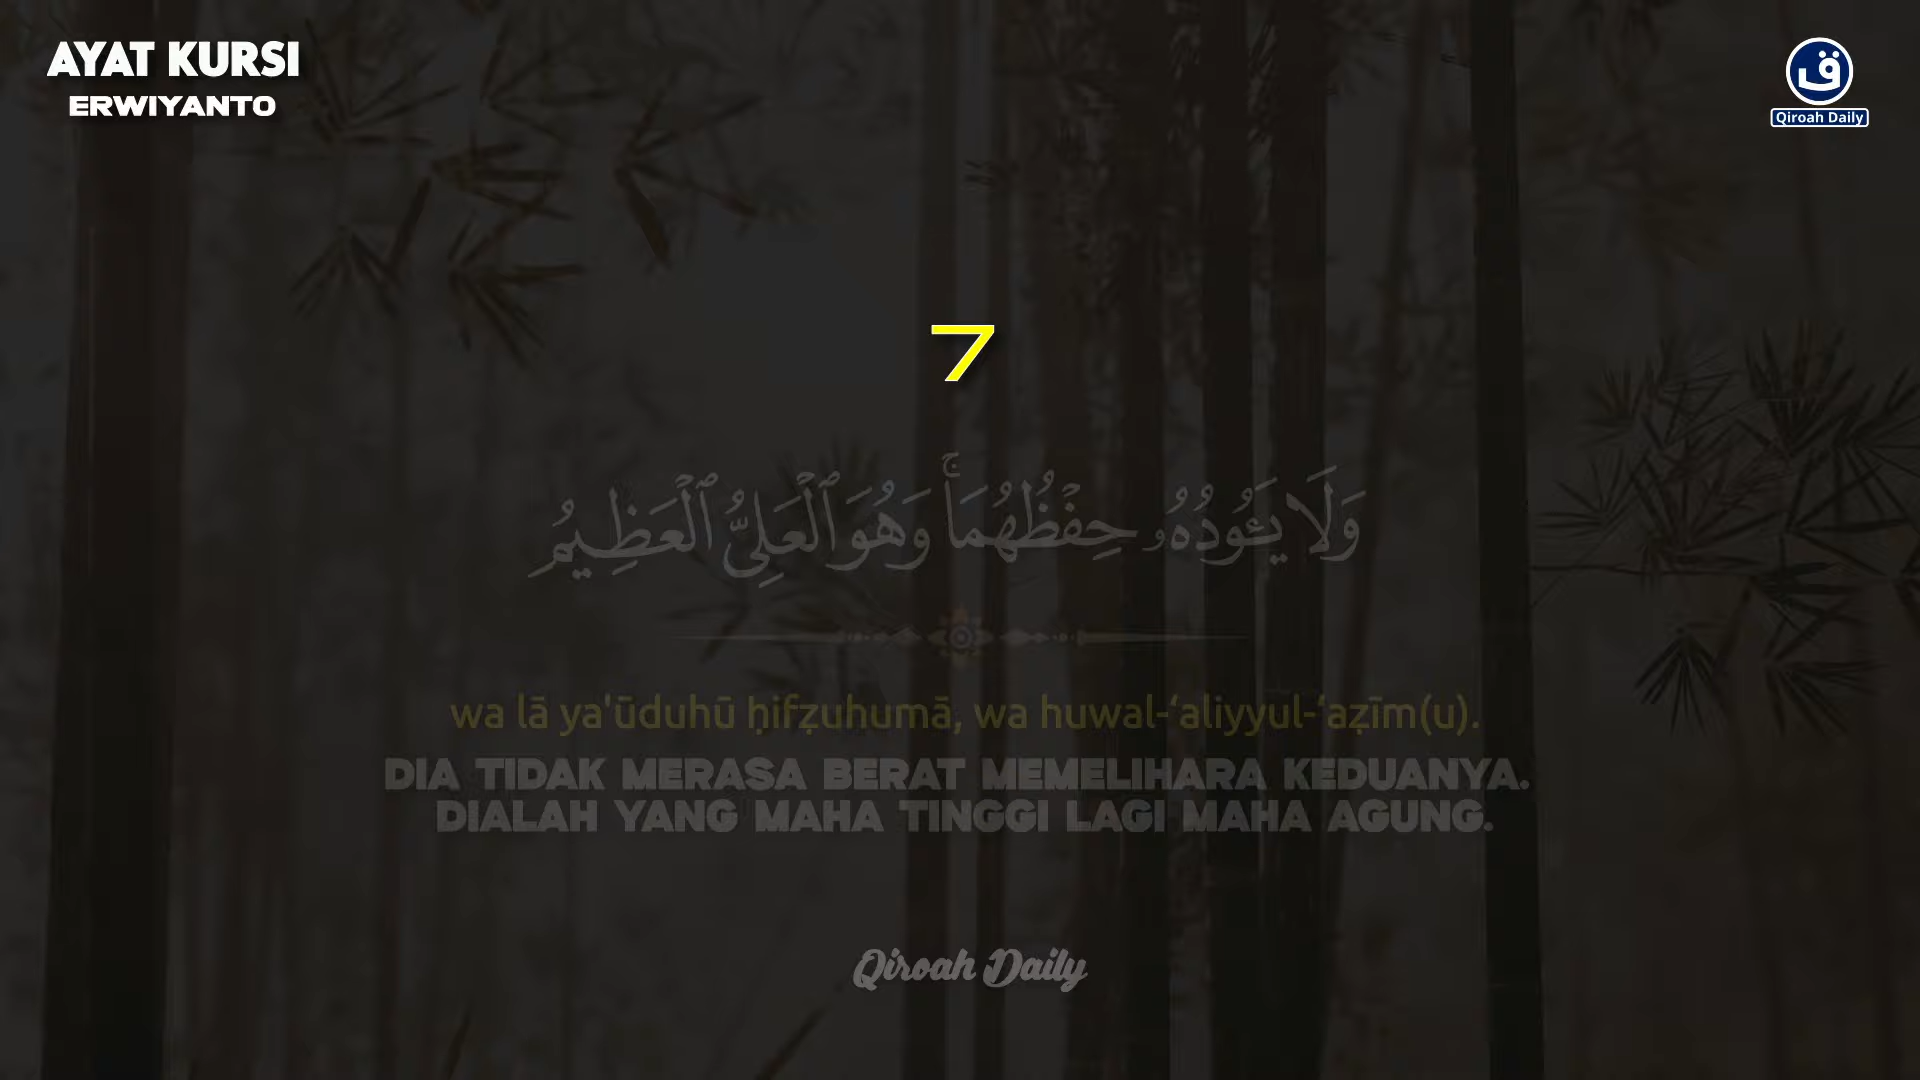 AYAT KURSI
ERWIYANTO
ق
Qiroah Daily
7
وَلَا يَـُٔودُهُۥ حِفْظُهُمَا ۚ وَهُوَ ٱلْعَلِىُّ ٱلْعَظِيمُ
wa lā ya'ūduhū ḥifẓuhumā, wa huwal-‘aliyyul-‘aẓīm(u).
DIA TIDAK MERASA BERAT MEMELIHARA KEDUANYA.
DIALAH YANG MAHA TINGGI LAGI MAHA AGUNG.
Qiroah Daily